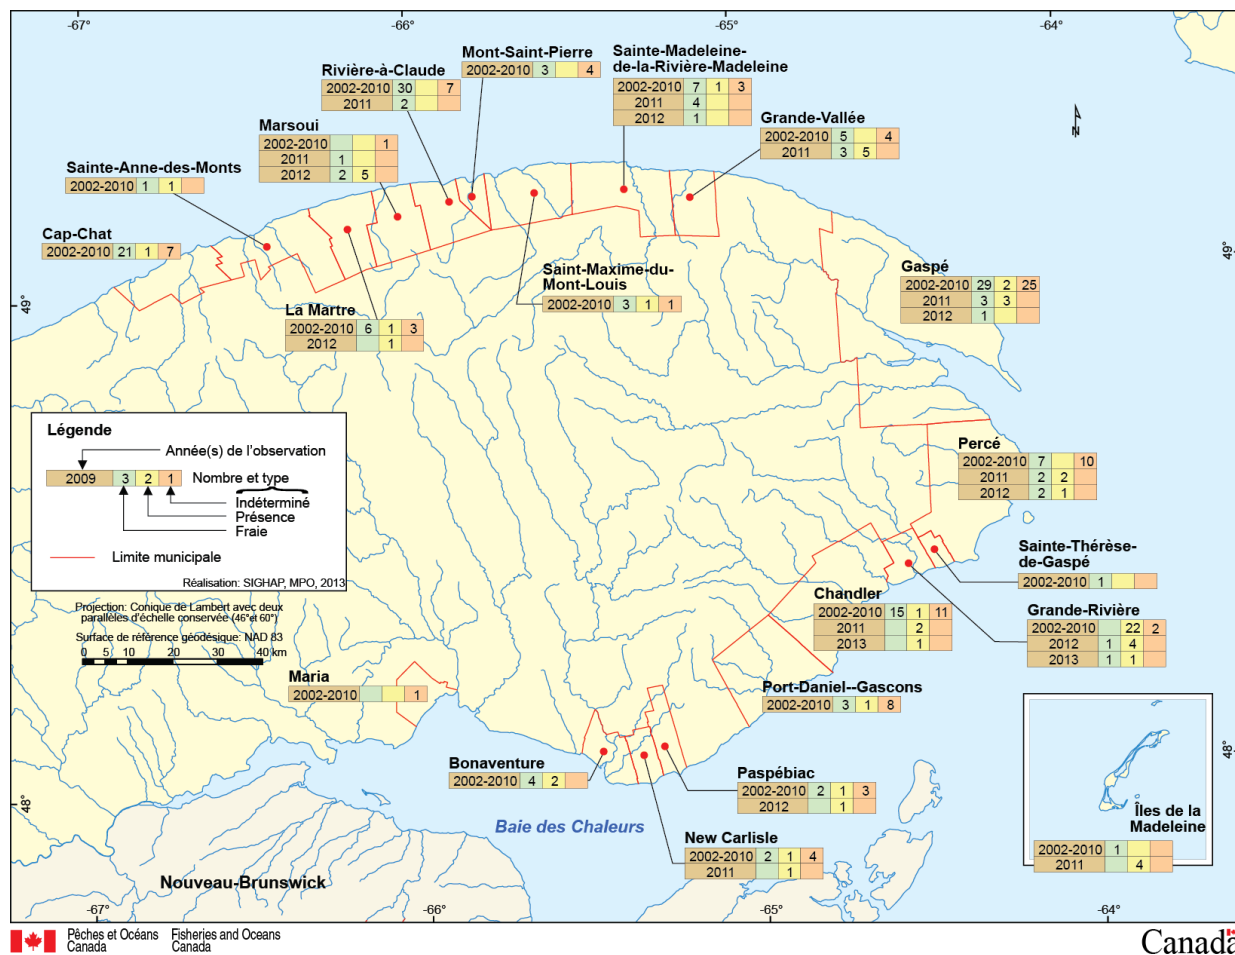 -67°
-66°
-65°
-64°
Mont-Saint-Pierre
2002-2010 3 4
Sainte-Madeleine-
de-la-Rivière-Madeleine
2002-2010 7 1 3
2011 4
2012 1
Rivière-à-Claude
2002-2010 30 7
2011 2
Grande-Vallée
2002-2010 5 4
2011 3 5
N
Marsoui
2002-2010 1
2011 1
2012 2 5
Sainte-Anne-des-Monts
2002-2010 1 1
Cap-Chat
2002-2010 21 1 7
49°
49°
Saint-Maxime-du-
Mont-Louis
2002-2010 3 1 1
Gaspé
2002-2010 29 2 25
2011 3 3
2012 1
La Martre
2002-2010 6 1 3
2012 1
Légende
Année(s) de l'observation
2009 3 2 1 Nombre et type
Indéterminé
Présence
Fraie
Limite municipale
Réalisation: SIGHAP, MPO, 2013
Projection: Conique de Lambert avec deux
parallèles d'échelle conservée (46°et 60°)
Surface de référence géodésique: NAD 83
0 5 10 20 30 40 km
Percé
2002-2010 7 10
2011 2 2
2012 2 1
Sainte-Thérèse-
de-Gaspé
2002-2010 1
Chandler
2002-2010 15 1 11
2011 2
2013 1
Grande-Rivière
2002-2010 22 2
2012 1 4
2013 1 1
Maria
2002-2010 1
Port-Daniel--Gascons
2002-2010 3 1 8
48°
48°
Bonaventure
2002-2010 4 2
Paspébiac
2002-2010 2 1 3
2012 1
Baie des Chaleurs
New Carlisle
2002-2010 2 1 4
2011 1
Îles de la
Madeleine
2002-2010 1
2011 4
Nouveau-Brunswick
-67°
-66°
-65°
-64°
Pêches et Océans Fisheries and Oceans
Canada Canada
Canada